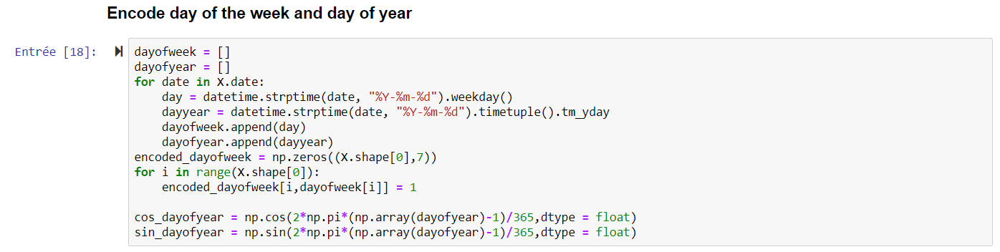 Encode day of the week and day of year
Entrée [18]:
dayofweek = []
dayofyear = []
for date in X.date:
    day = datetime.strptime(date, "%Y-%m-%d").weekday()
    dayyear = datetime.strptime(date, "%Y-%m-%d").timetuple().tm_yday
    dayofweek.append(day)
    dayofyear.append(dayyear)
encoded_dayofweek = np.zeros((X.shape[0],7))
for i in range(X.shape[0]):
    encoded_dayofweek[i,dayofweek[i]] = 1

cos_dayofyear = np.cos(2*np.pi*(np.array(dayofyear)-1)/365,dtype = float)
sin_dayofyear = np.sin(2*np.pi*(np.array(dayofyear)-1)/365,dtype = float)